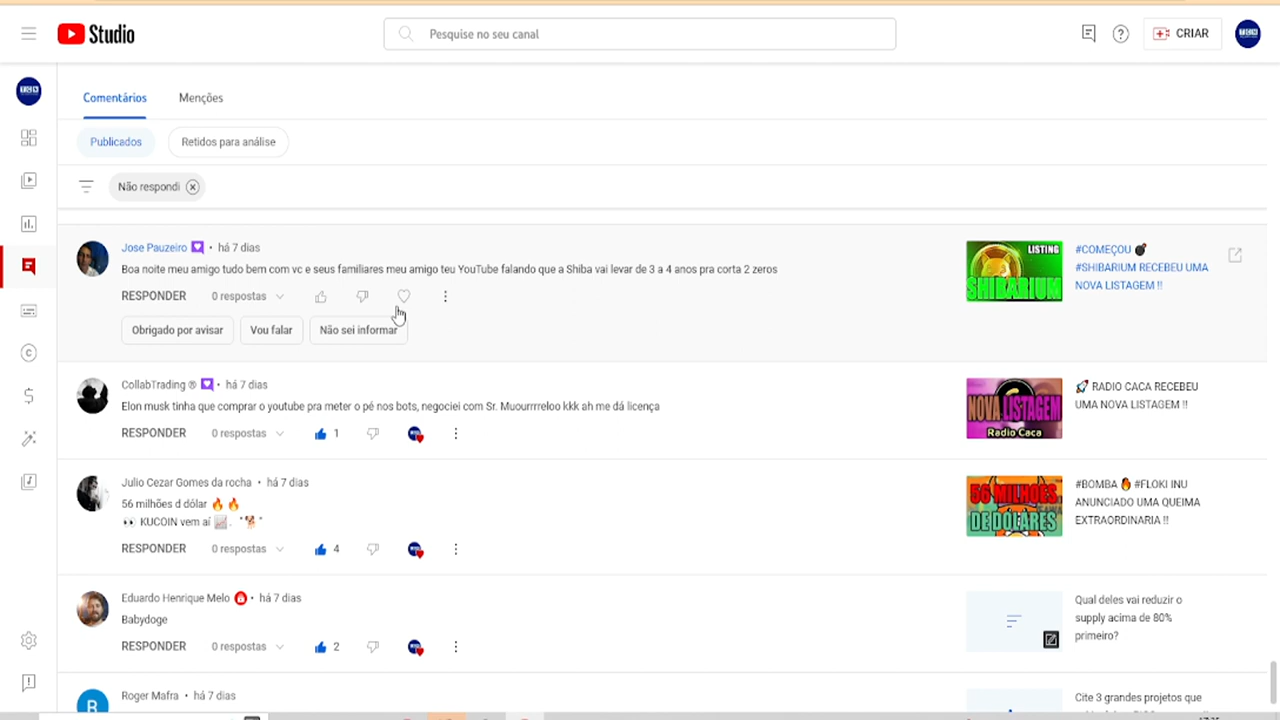 Studio
Pesquise no seu canal
CRIAR
TCN
TCN
Comentários
Menções
Publicados
Retidos para análise
Não respondi
Jose Pauzeiro • há 7 dias
Boa noite meu amigo tudo bem com vc e seus familiares meu amigo teu YouTube falando que a Shiba vai levar de 3 a 4 anos pra corta 2 zeros
RESPONDER 0 respostas
Obrigado por avisar Vou falar Não sei informar
LISTING
SHIBARIUM
#COMEÇOU 💣
#SHIBARIUM RECEBEU UMA
NOVA LISTAGEM !!
CollabTrading ® • há 7 dias
Elon musk tinha que comprar o youtube pra meter o pé nos bots, negociei com Sr. Muourrrreloo kkk ah me dá licença
RESPONDER 0 respostas 1
NOVA LISTAGEM
Radio Caca
🚀 RADIO CACA RECEBEU
UMA NOVA LISTAGEM !!
Julio Cezar Gomes da rocha • há 7 dias
56 milhões d dólar 🔥🔥
👀 KUCOIN vem aí 📈. "🐕"
RESPONDER 0 respostas 4
56 MILHOES
DE DOLARES
#BOMBA 🔥 #FLOKI INU
ANUNCIADO UMA QUEIMA
EXTRAORDINARIA !!
Eduardo Henrique Melo • há 7 dias
Babydoge
RESPONDER 0 respostas 2
Qual deles vai reduzir o
supply acima de 80%
primeiro?
R
Roger Mafra • há 7 dias
Cite 3 grandes projetos que